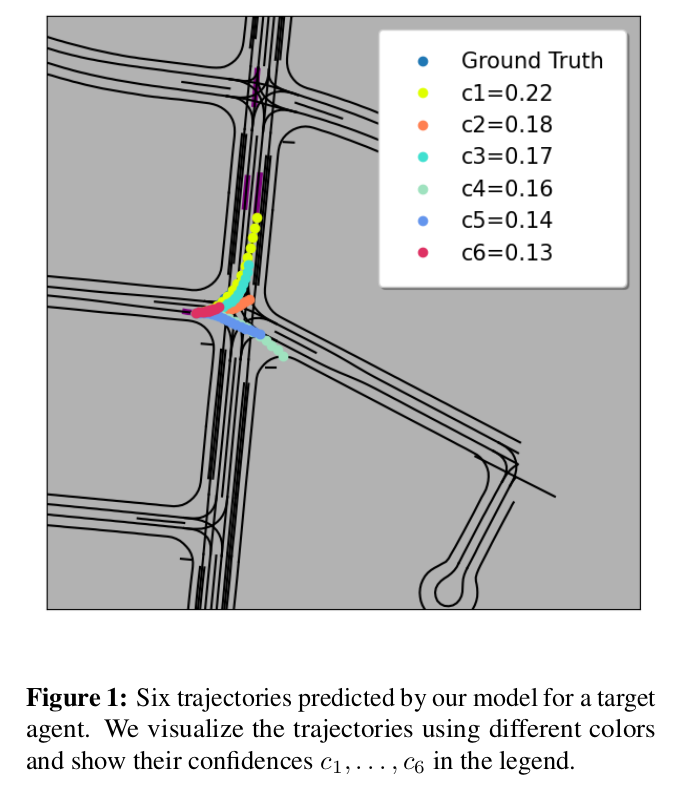 Ground Truth
c1=0.22
c2=0.18
c3=0.17
c4=0.16
c5=0.14
c6=0.13
Figure 1: Six trajectories predicted by our model for a target
agent. We visualize the trajectories using different colors
and show their confidences c₁, . . . , c₆ in the legend.